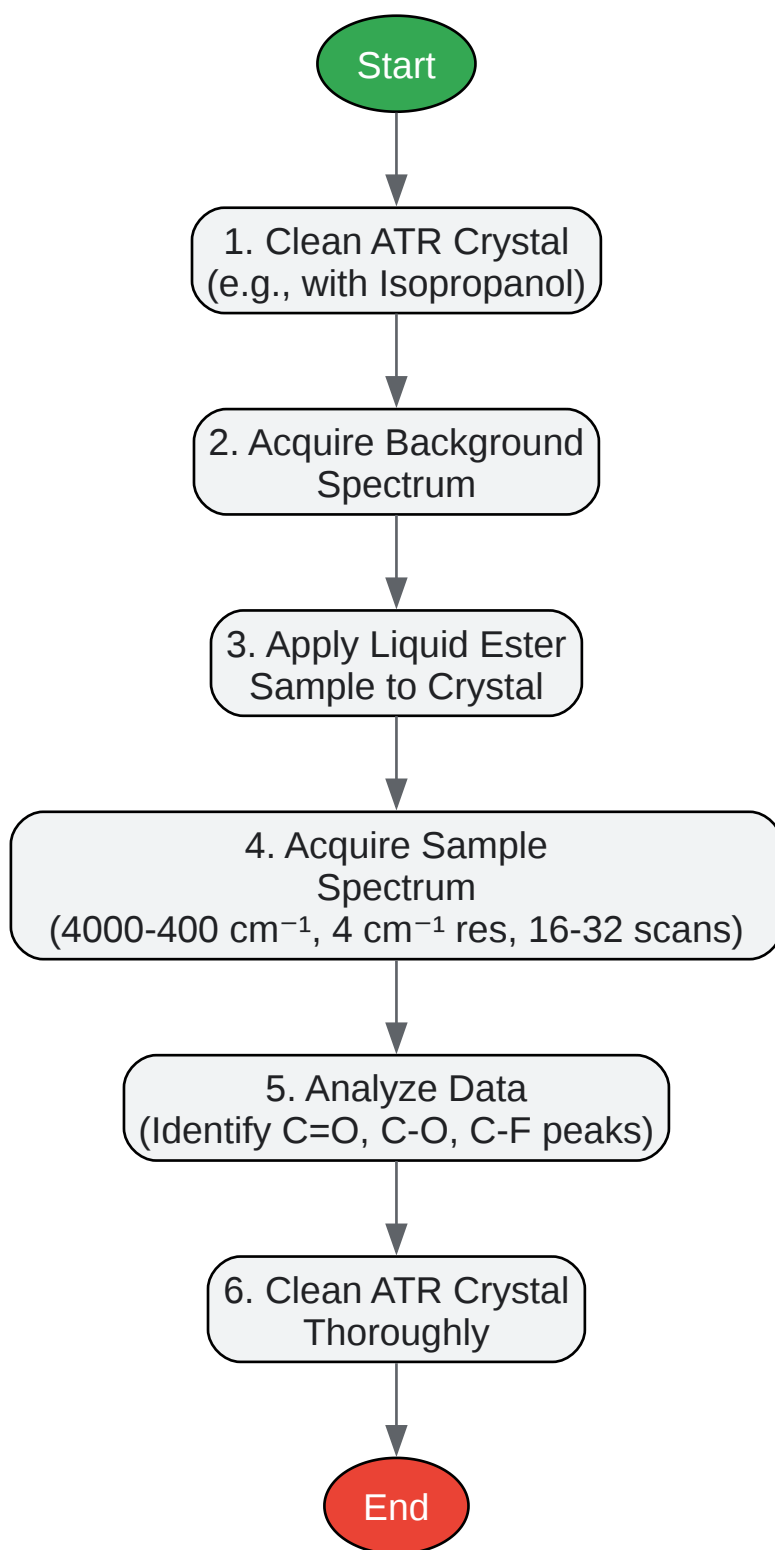 Start
1. Clean ATR Crystal
(e.g., with Isopropanol)
2. Acquire Background
Spectrum
3. Apply Liquid Ester
Sample to Crystal
4. Acquire Sample
Spectrum
(4000-400 cm⁻¹, 4 cm⁻¹ res, 16-32 scans)
5. Analyze Data
(Identify C=O, C-O, C-F peaks)
6. Clean ATR Crystal
Thoroughly
End